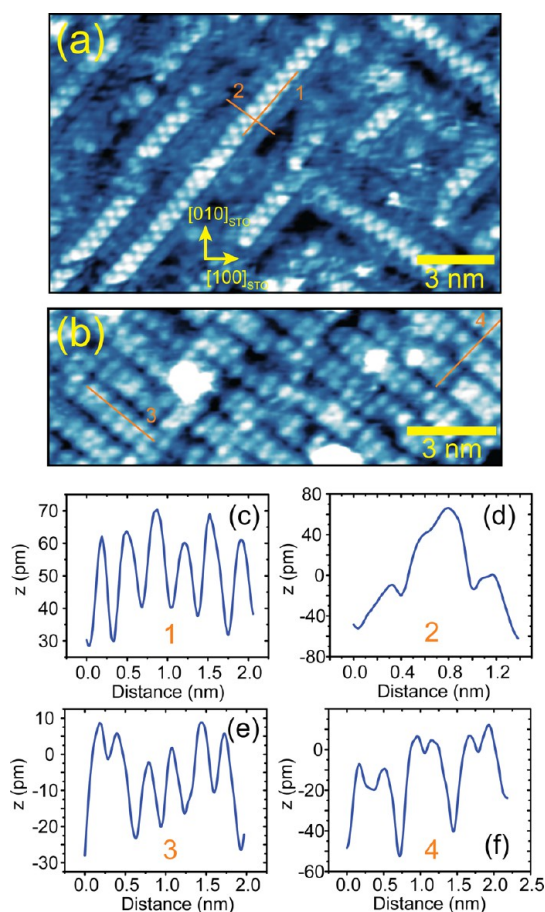 (a)
2
1
[010]STO
[100]STO
3 nm
(b)
4
3
3 nm
(c)
70
60
50
40
30
z (pm)
1
0.0 0.5 1.0 1.5 2.0
Distance (nm)
(d)
80
40
0
-40
-80
z (pm)
2
0.0 0.4 0.8 1.2
Distance (nm)
(e)
10
0
-10
-20
-30
z (pm)
3
0.0 0.5 1.0 1.5 2.0
Distance (nm)
(f)
0
-20
-40
-60
z (pm)
4
0.0 0.5 1.0 1.5 2.0 2.5
Distance (nm)